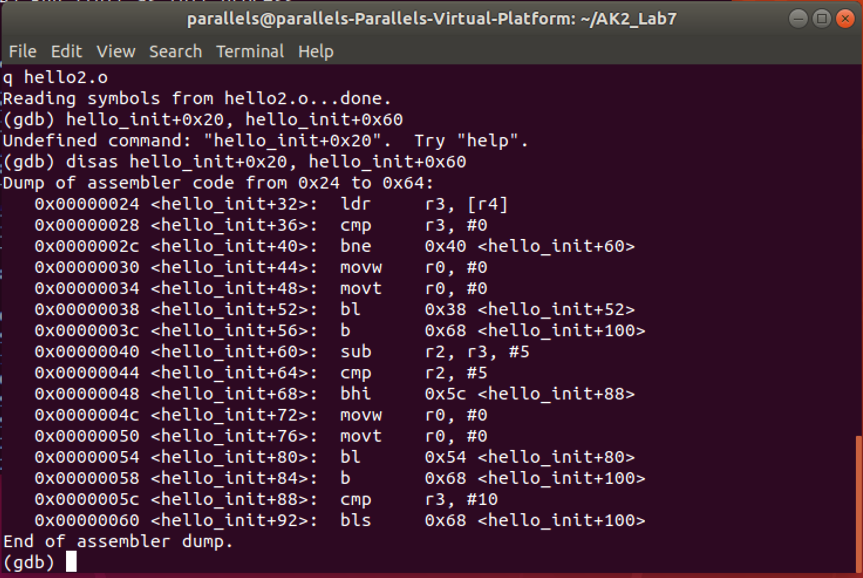 parallels@parallels-Parallels-Virtual-Platform: ~/AK2_Lab7
File Edit View Search Terminal Help
q hello2.o
Reading symbols from hello2.o...done.
(gdb) hello_init+0x20, hello_init+0x60
Undefined command: "hello_init+0x20".  Try "help".
(gdb) disas hello_init+0x20, hello_init+0x60
Dump of assembler code from 0x24 to 0x64:
   0x00000024 <hello_init+32>:  ldr     r3, [r4]
   0x00000028 <hello_init+36>:  cmp     r3, #0
   0x0000002c <hello_init+40>:  bne     0x40 <hello_init+60>
   0x00000030 <hello_init+44>:  movw    r0, #0
   0x00000034 <hello_init+48>:  movt    r0, #0
   0x00000038 <hello_init+52>:  bl      0x38 <hello_init+52>
   0x0000003c <hello_init+56>:  b       0x68 <hello_init+100>
   0x00000040 <hello_init+60>:  sub     r2, r3, #5
   0x00000044 <hello_init+64>:  cmp     r2, #5
   0x00000048 <hello_init+68>:  bhi     0x5c <hello_init+88>
   0x0000004c <hello_init+72>:  movw    r0, #0
   0x00000050 <hello_init+76>:  movt    r0, #0
   0x00000054 <hello_init+80>:  bl      0x54 <hello_init+80>
   0x00000058 <hello_init+84>:  b       0x68 <hello_init+100>
   0x0000005c <hello_init+88>:  cmp     r3, #10
   0x00000060 <hello_init+92>:  bls     0x68 <hello_init+100>
End of assembler dump.
(gdb)